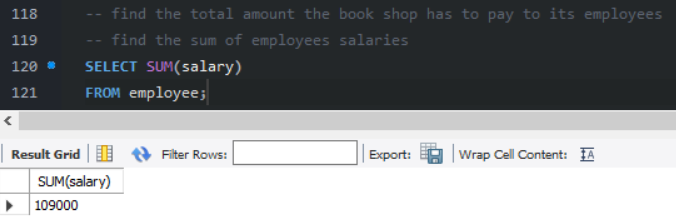 118 -- find the total amount the book shop has to pay to its employees
119 -- find the sum of employees salaries
120 SELECT SUM(salary)
121 FROM employee;
Result Grid Filter Rows: Export: Wrap Cell Content: IA
SUM(salary)
109000